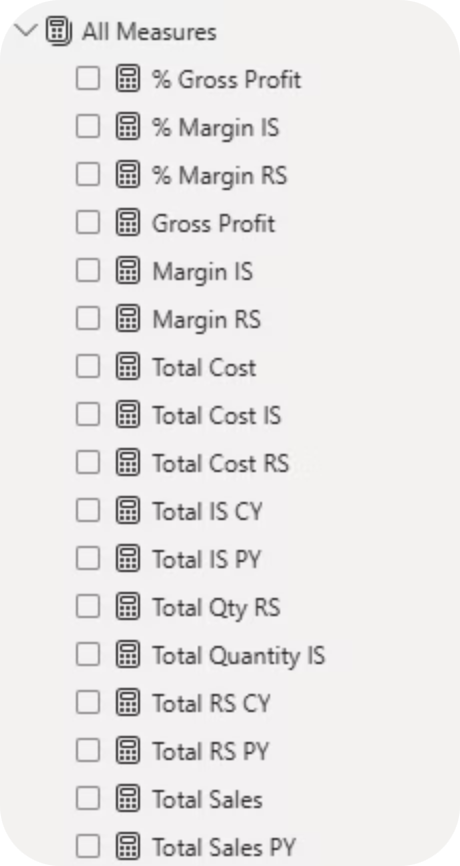 All Measures
% Gross Profit
% Margin IS
% Margin RS
Gross Profit
Margin IS
Margin RS
Total Cost
Total Cost IS
Total Cost RS
Total IS CY
Total IS PY
Total Qty RS
Total Quantity IS
Total RS CY
Total RS PY
Total Sales
Total Sales PY